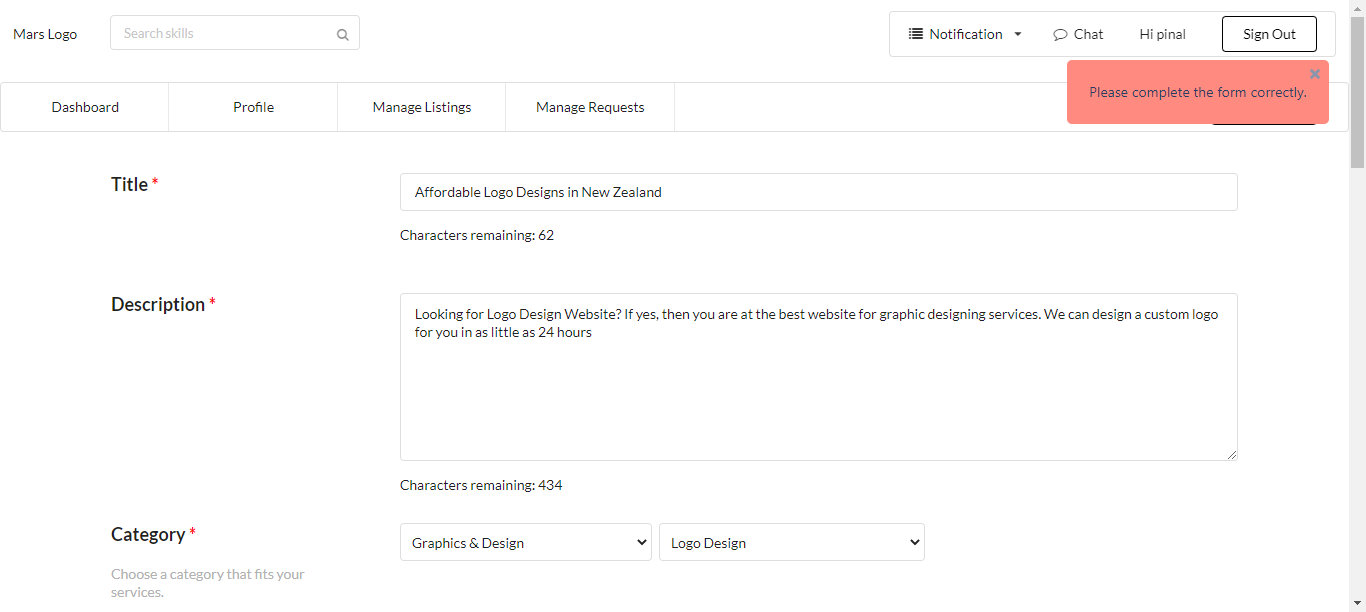 Mars Logo
Search skills
Notification
Chat
Hi pinal
Sign Out
Please complete the form correctly.
Dashboard
Profile
Manage Listings
Manage Requests
Title *
Affordable Logo Designs in New Zealand
Characters remaining: 62
Description *
Looking for Logo Design Website? If yes, then you are at the best website for graphic designing services. We can design a custom logo
for you in as little as 24 hours
Characters remaining: 434
Category *
Graphics & Design
Logo Design
Choose a category that fits your
services.